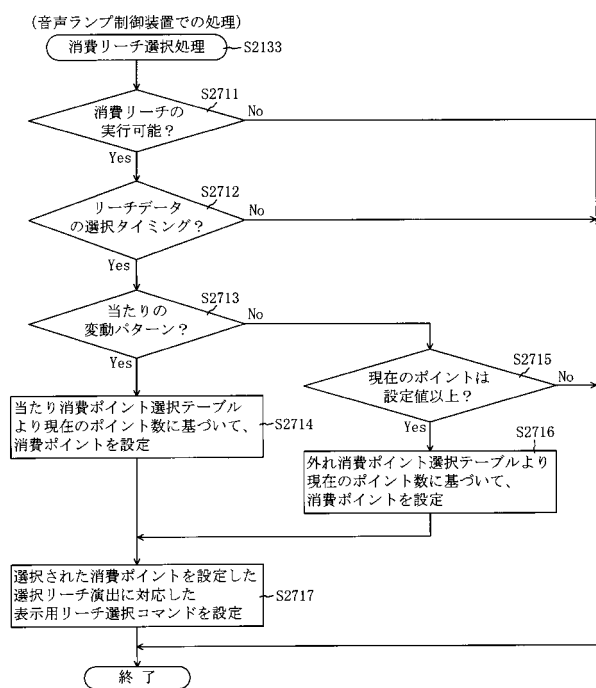 (音声ランプ制御装置での処理)
消費リーチ選択処理
S2133
S2711
消費リーチの
実行可能?
No
Yes
S2712
リーチデータ
の選択タイミング?
No
Yes
S2713
当たりの
変動パターン?
No
Yes
S2715
現在のポイントは
設定値以上?
No
Yes
当たり消費ポイント選択テーブル
より現在のポイント数に基づいて、
消費ポイントを設定
S2714
S2716
外れ消費ポイント選択テーブルより
現在のポイント数に基づいて、
消費ポイントを設定
選択された消費ポイントを設定した
選択リーチ演出に対応した
表示用リーチ選択コマンドを設定
S2717
終了